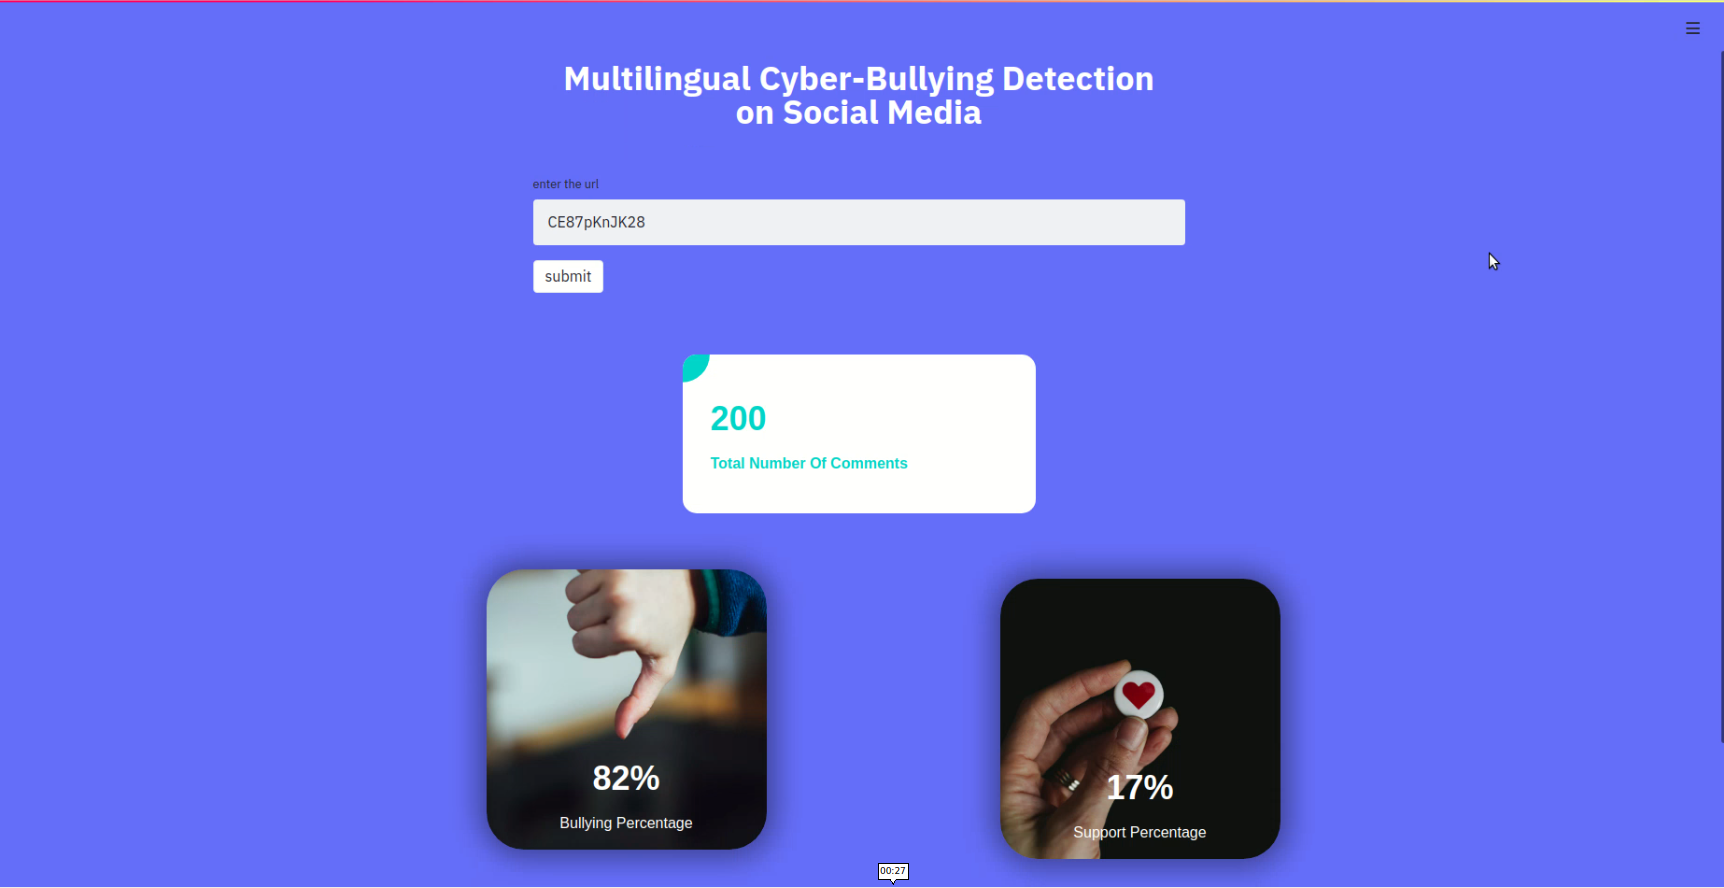 Multilingual Cyber-Bullying Detection
on Social Media
enter the url
CE87pKnJK28
submit
200
Total Number Of Comments
82%
Bullying Percentage
17%
Support Percentage
00:27